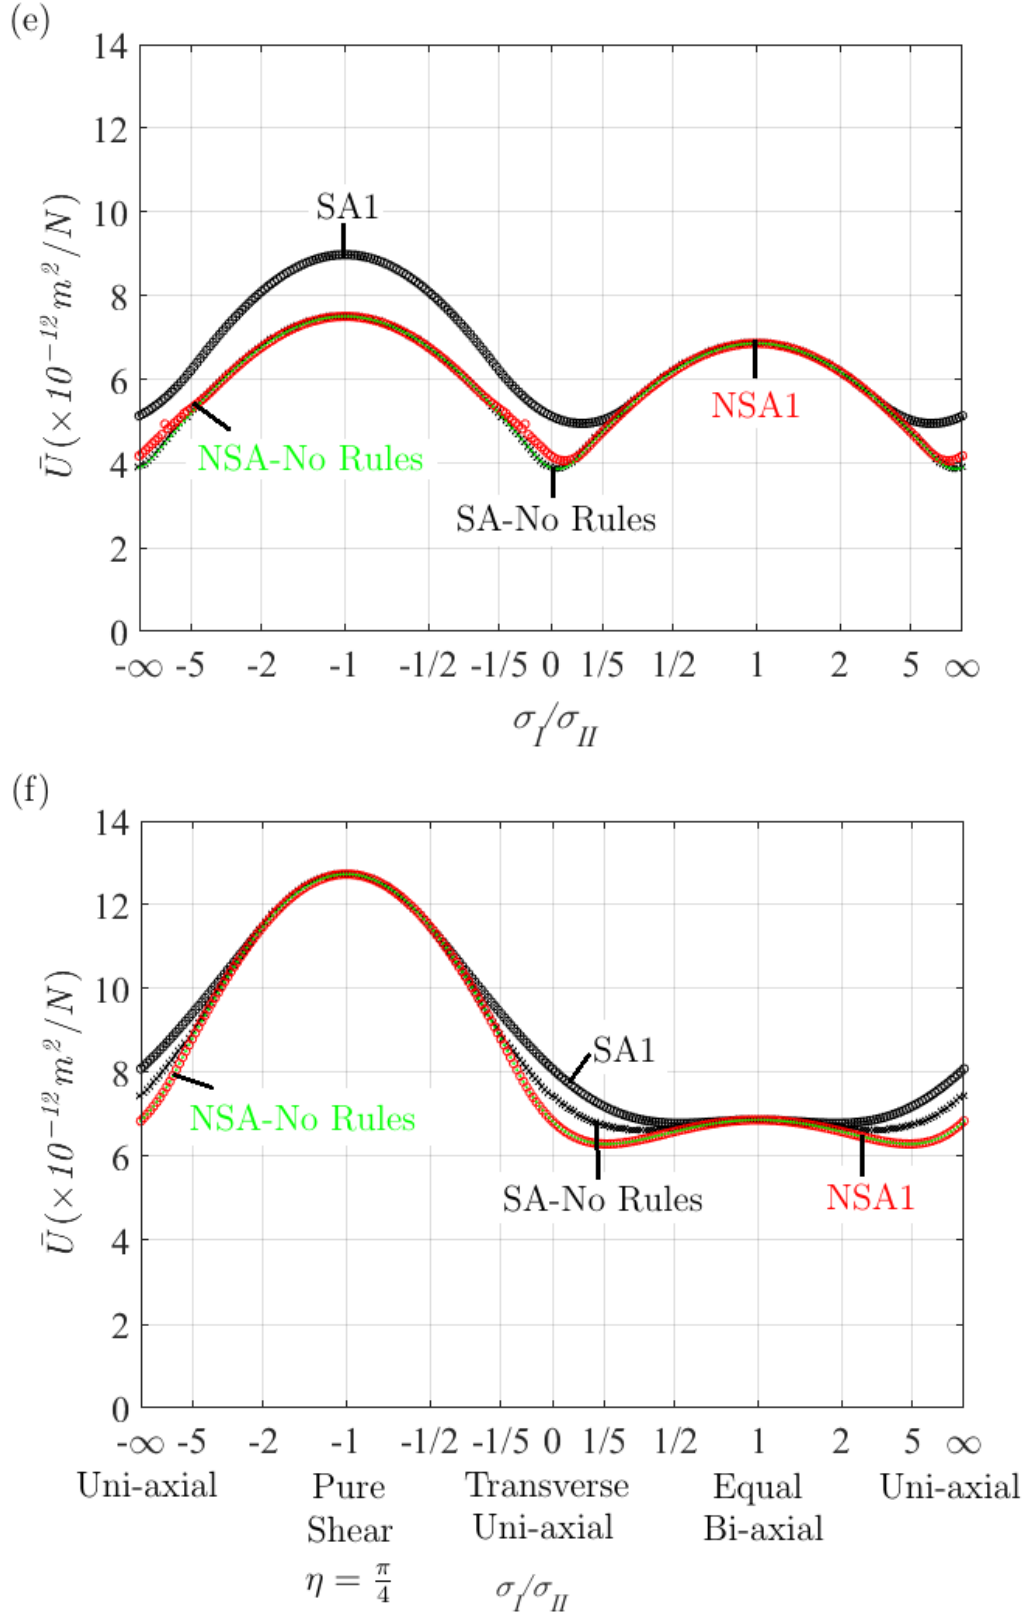 (e)
14
12
10
8
6
4
2
0
Ū(×10⁻¹²m²/N)
SA1
NSA1
NSA-No Rules
SA-No Rules
-∞ -5 -2 -1 -1/2 -1/5 0 1/5 1/2 1 2 5 ∞
σ_I/σ_II
(f)
14
12
10
8
6
4
2
0
Ū(×10⁻¹²m²/N)
SA1
NSA-No Rules
SA-No Rules
NSA1
-∞ -5 -2 -1 -1/2 -1/5 0 1/5 1/2 1 2 5 ∞
Uni-axial Pure Transverse Equal Uni-axial
Shear Uni-axial Bi-axial
η = π/4 σ_I/σ_II